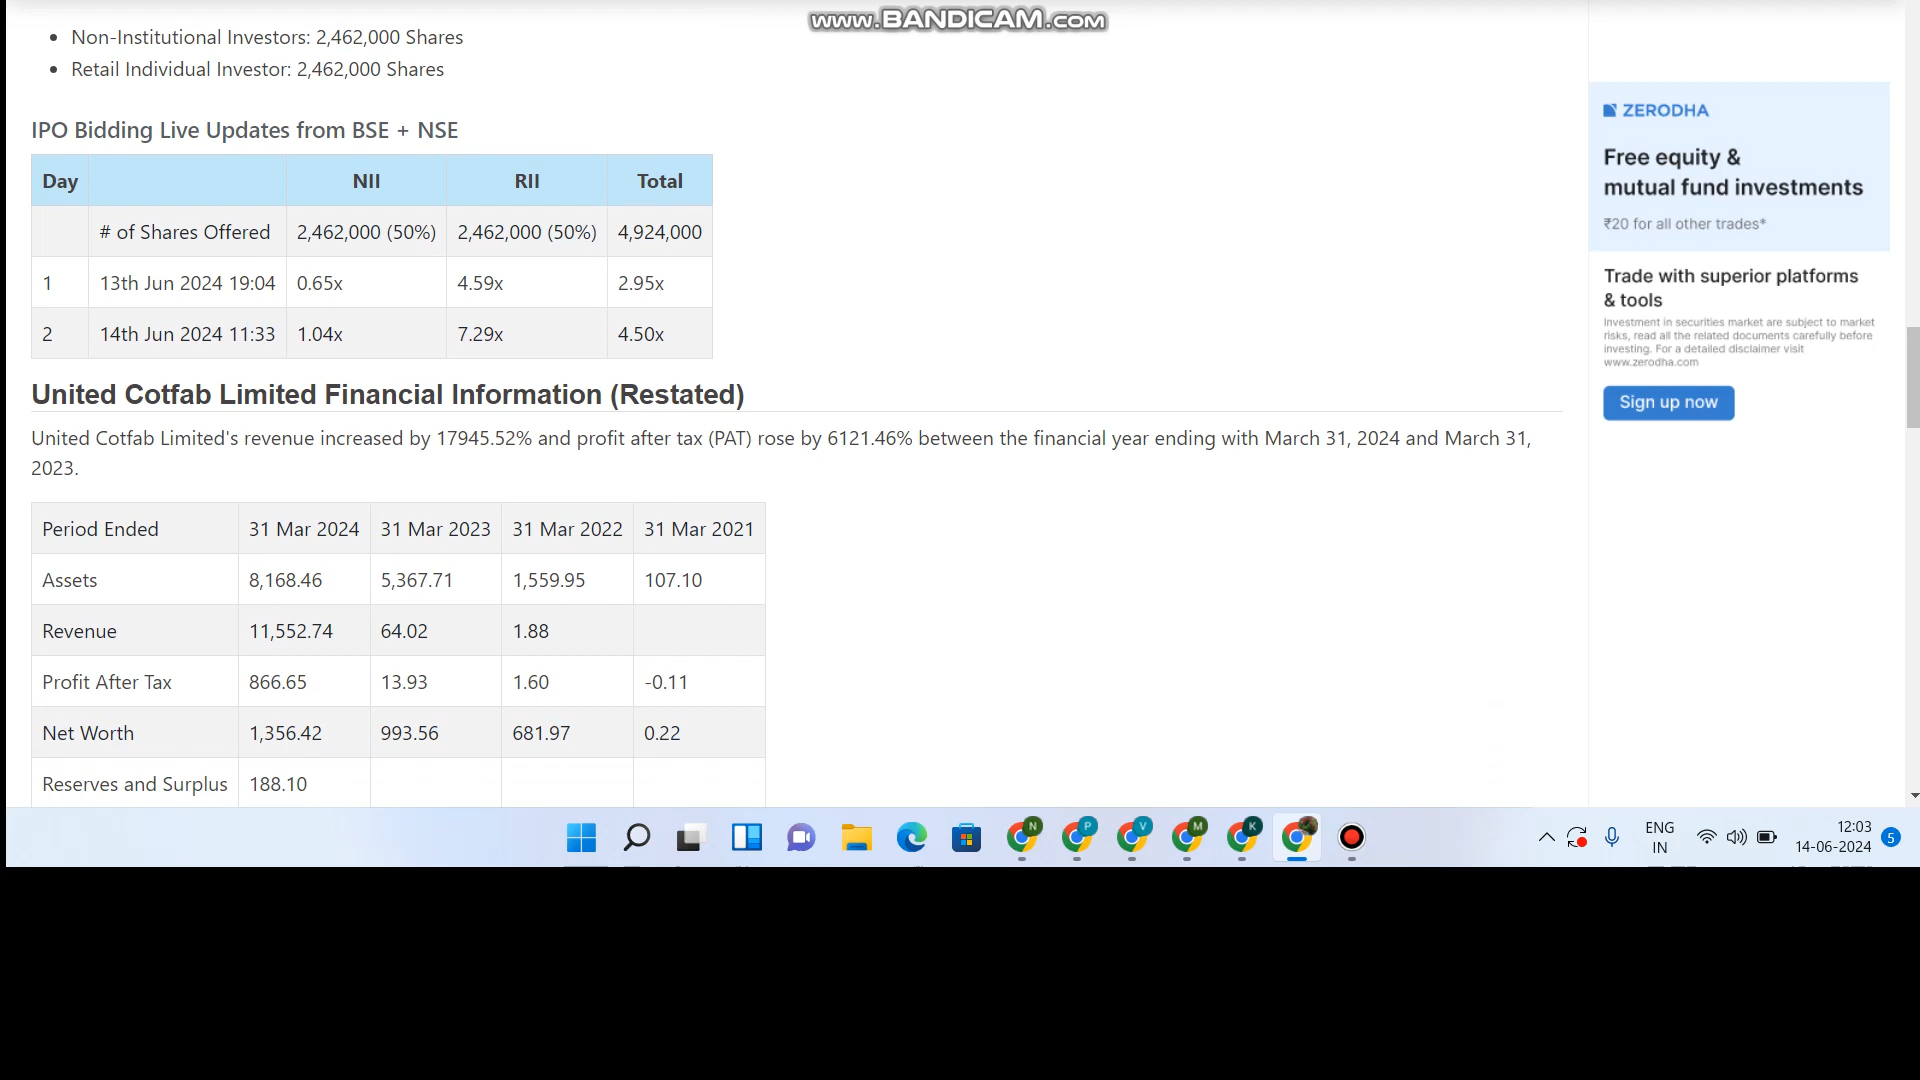 www.BANDICAM.com
Non-Institutional Investors: 2,462,000 Shares
Retail Individual Investor: 2,462,000 Shares
IPO Bidding Live Updates from BSE + NSE
Day NII RII Total
# of Shares Offered 2,462,000 (50%) 2,462,000 (50%) 4,924,000
1 13th Jun 2024 19:04 0.65x 4.59x 2.95x
2 14th Jun 2024 11:33 1.04x 7.29x 4.50x
United Cotfab Limited Financial Information (Restated)
United Cotfab Limited's revenue increased by 17945.52% and profit after tax (PAT) rose by 6121.46% between the financial year ending with March 31, 2024 and March 31,
2023.
Period Ended 31 Mar 2024 31 Mar 2023 31 Mar 2022 31 Mar 2021
Assets 8,168.46 5,367.71 1,559.95 107.10
Revenue 11,552.74 64.02 1.88
Profit After Tax 866.65 13.93 1.60 -0.11
Net Worth 1,356.42 993.56 681.97 0.22
Reserves and Surplus 188.10
ZERODHA
Free equity &
mutual fund investments
₹20 for all other trades*
Trade with superior platforms
& tools
Investment in securities market are subject to market
risks, read all the related documents carefully before
investing. For a detailed disclaimer visit
www.zerodha.com
Sign up now
N P V M K
ENG
IN
12:03
14-06-2024
5